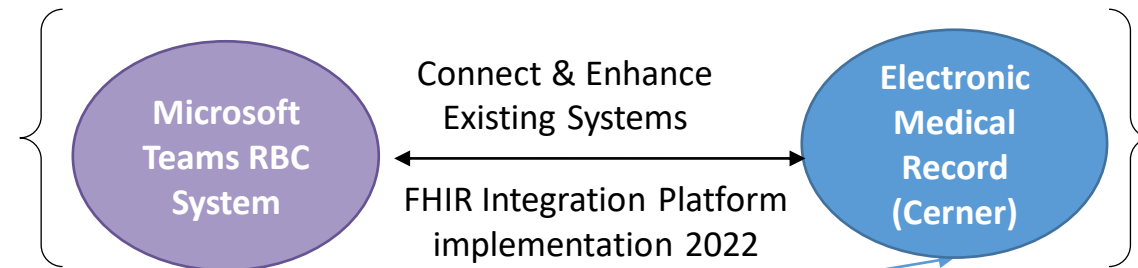 Microsoft
Teams RBC
System
Connect & Enhance
Existing Systems
FHIR Integration Platform
implementation 2022
Electronic
Medical
Record
(Cerner)